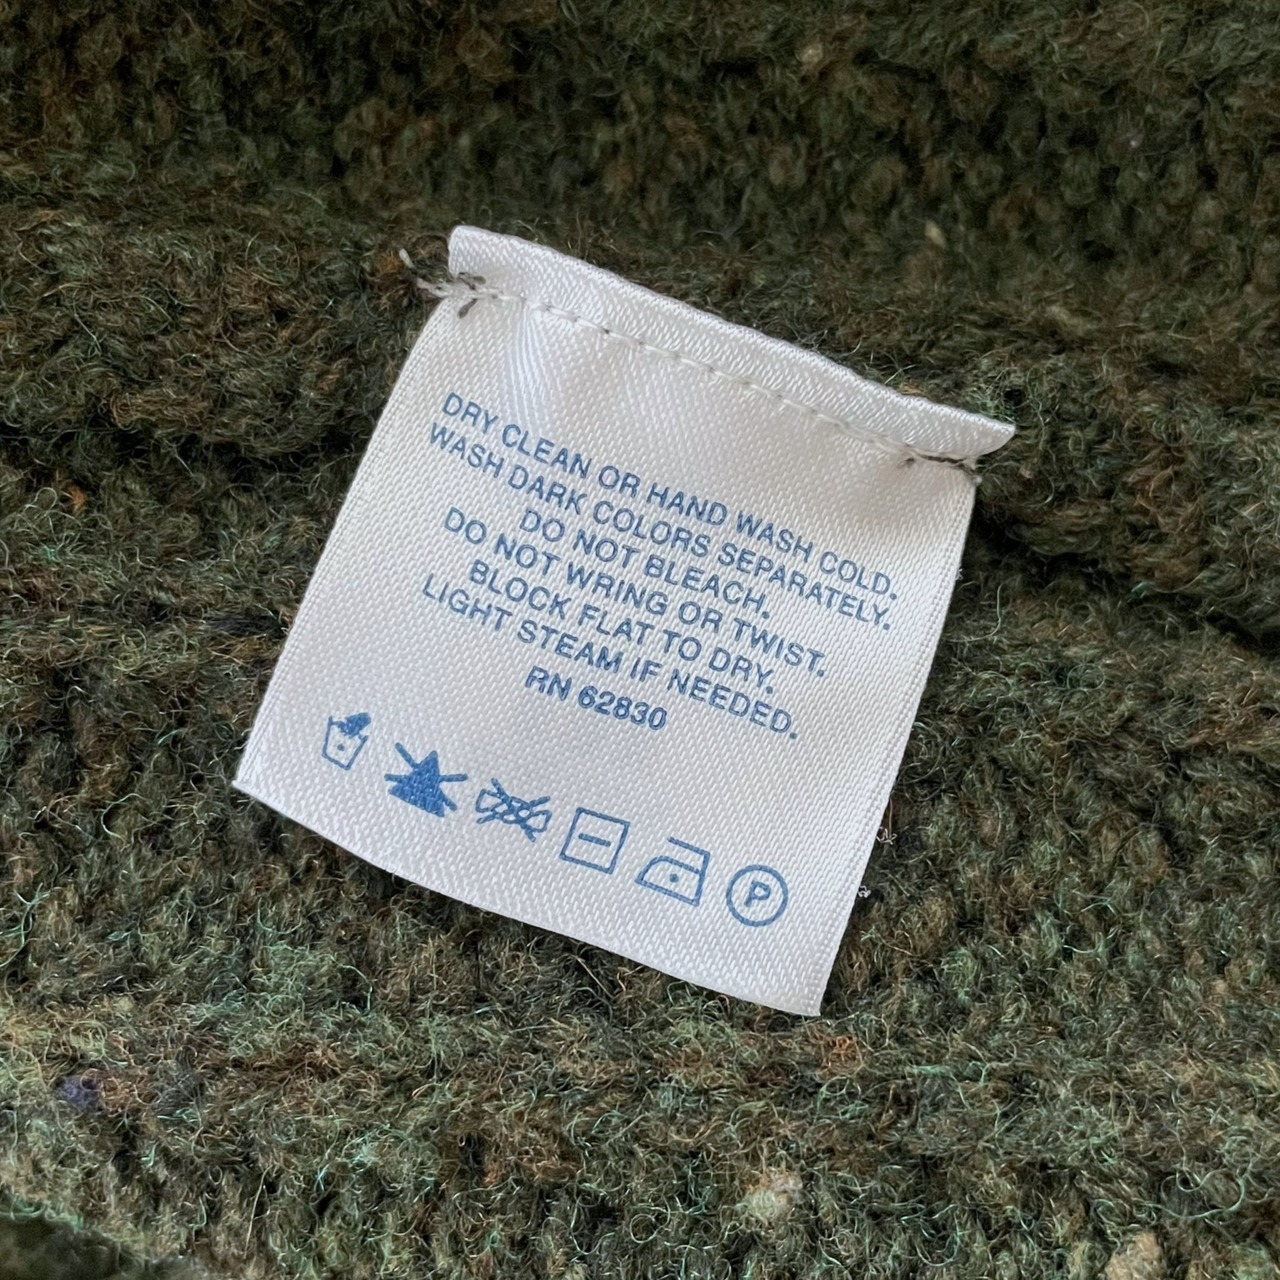 DRY CLEAN OR HAND WASH COLD.
WASH DARK COLORS SEPARATELY.
DO NOT BLEACH.
DO NOT WRING OR TWIST.
BLOCK FLAT TO DRY.
LIGHT STEAM IF NEEDED.
RN 62830
P